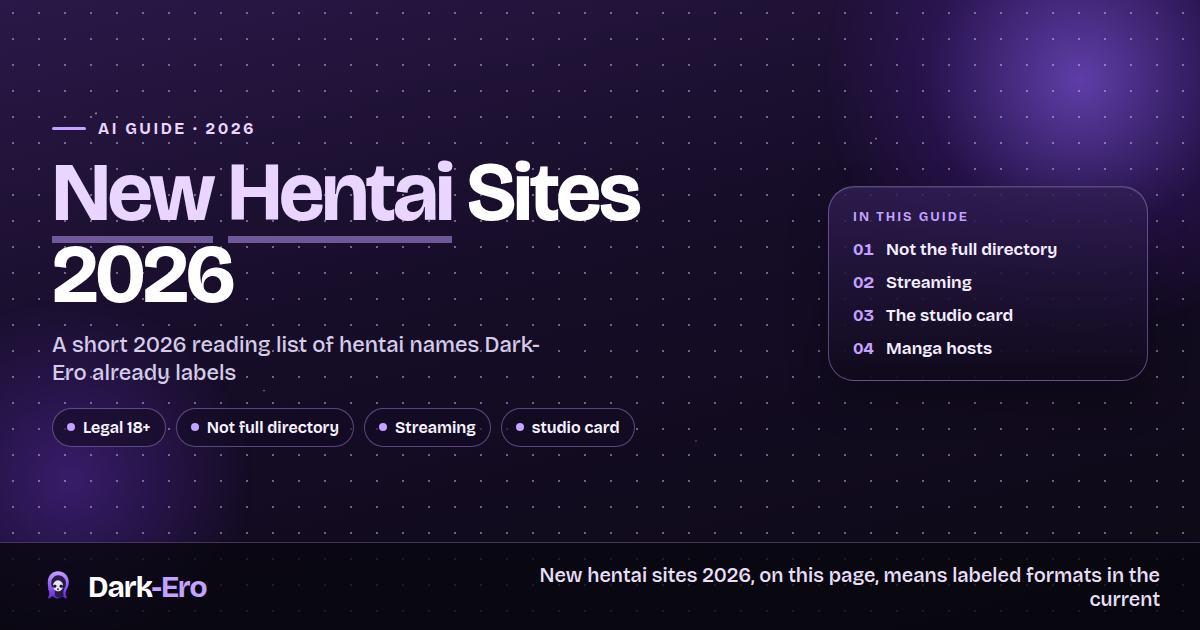 AI GUIDE · 2026
New Hentai Sites
2026
A short 2026 reading list of hentai names Dark-
Ero already labels
Legal 18+
Not full directory
Streaming
studio card
IN THIS GUIDE
01 Not the full directory
02 Streaming
03 The studio card
04 Manga hosts
Dark-Ero
New hentai sites 2026, on this page, means labeled formats in the
current